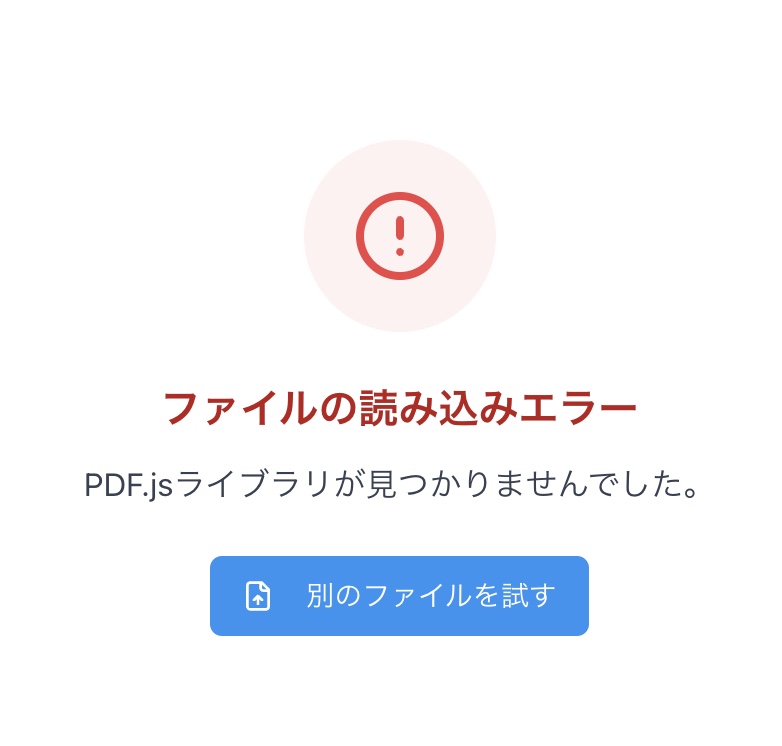 ファイルの読み込みエラー
PDF.jsライブラリが見つかりませんでした。
別のファイルを試す